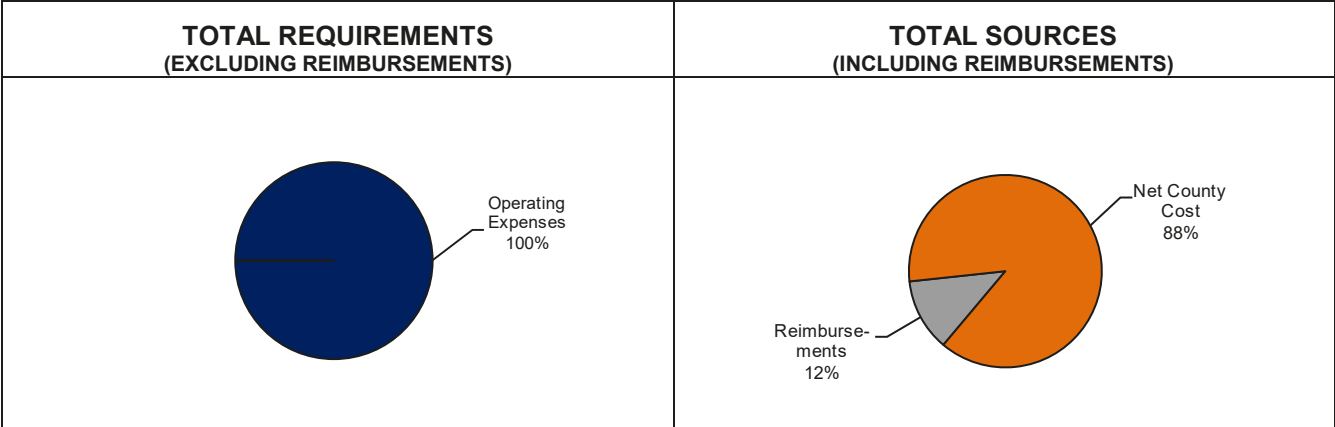 TOTAL REQUIREMENTS
(EXCLUDING REIMBURSEMENTS)
Operating
Expenses
100%
TOTAL SOURCES
(INCLUDING REIMBURSEMENTS)
Net County
Cost
88%
Reimburse-
ments
12%